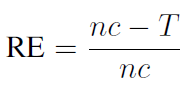 RE = \frac{nc - T}{nc}